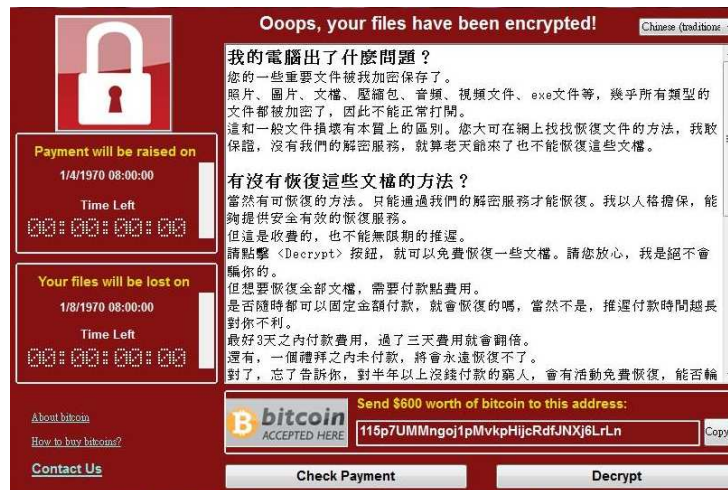 Ooops, your files have been encrypted!
Chinese (traditiona
我的電腦出了什麼問題？
您的一些重要文件被我加密保存了。
照片、圖片、文檔、壓縮包、音頻、視頻文件、exe文件等，幾乎所有類型的
文件都被加密了，因此不能正常打開。
這和一般文件損壞有本質上的區別。您大可在網上找找恢復文件的方法，我敢
保證，沒有我們的解密服務，就算老天爺來了也不能恢復這些文檔。
有沒有恢復這些文檔的方法？
當然有可恢復的方法。只能通過我們的解密服務才能恢復。我以人格擔保，能
夠提供安全有效的恢復服務。
但這是收費的，也不能無限期的推遲。
請點擊 <Decrypt> 按鈕，就可以免費恢復一些文檔。請您放心，我是絕不會
騙你的。
但想要恢復全部文檔，需要付款點費用。
是否隨時都可以固定金額付款，就會恢復的嗎，當然不是，推遲付款時間越長
對你不利。
最好3天之內付款費用，過了三天費用就會翻倍。
還有，一個禮拜之內未付款，將會永遠恢復不了。
對了，忘了告訴你，對半年以上沒錢付款的窮人，會有活動免費恢復，能否輪
Payment will be raised on
1/4/1970 08:00:00
Time Left
00:00:00:00
Your files will be lost on
1/8/1970 08:00:00
Time Left
00:00:00:00
About bitcoin
How to buy bitcoins?
Contact Us
bitcoin
ACCEPTED HERE
Send $600 worth of bitcoin to this address:
115p7UMMngoj1pMvkpHijcRdfJNXj6LrLn
Copy
Check Payment
Decrypt